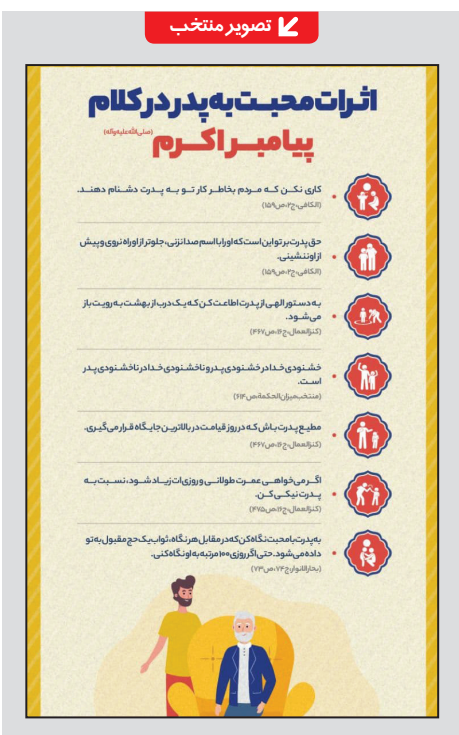 تصویر منتخب
اثرات محبت به پدر در کلام
پیامبر اکرم (صلی‌الله‌علیه‌وآله)
کاری نکن که مردم بخاطر کار تو به پدرت دشنام دهند.
(الکافی، ج۲، ص۱۵۹)
حق پدرت بر تو این است که او را با اسم صدا نزنی، جلوتر از او راه نروی و پیش
از او ننشینی.
(الکافی، ج۲، ص۱۵۹)
به دستور الهی از پدرت اطاعت کن که یک درب از بهشت به رویت باز
می‌شود.
(کنزالعمال، ج۱۶، ص۴۶۷)
خشنودی خدا در خشنودی پدر و ناخشنودی خدا در ناخشنودی پدر
است.
(منتخب میزان الحکمة، ص۶۱۴)
مطیع پدرت باش که در روز قیامت در بالاترین جایگاه قرار می‌گیری.
(کنزالعمال، ج۱۶، ص۴۶۷)
اگر می‌خواهی عمرت طولانی و روزی‌ات زیاد شود، نسبت به
پدرت نیکی کن.
(کنزالعمال، ج۱۶، ص۴۷۵)
به پدرت با محبت نگاه کن که در مقابل هر نگاه، ثواب یک حج مقبول به تو
داده می‌شود. حتی اگر روزی ۱۰۰ مرتبه به او نگاه کنی.
(بحارالانوار، ج۷۴، ص۷۳)